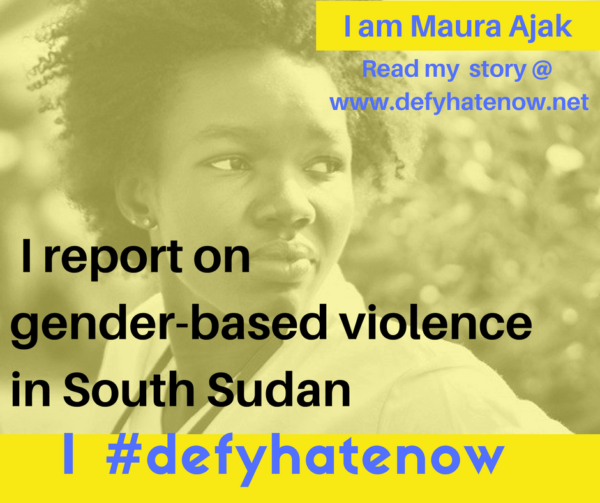 I am Maura Ajak
Read my story @
www.defyhatenow.net
I report on
gender-based violence
in South Sudan
I #defyhatenow